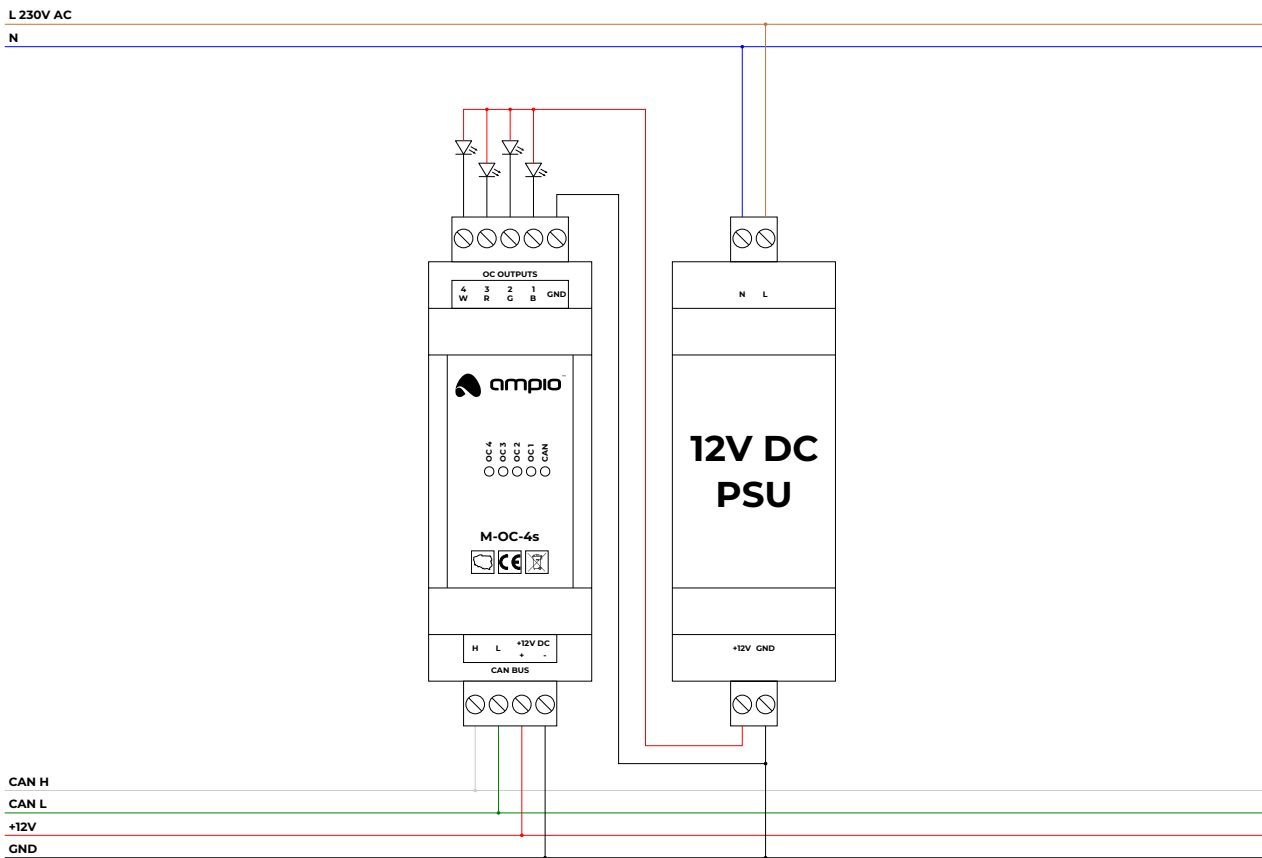 L 230V AC
N
OC OUTPUTS
4 3 2 1 GND
W R G B
N L
ampio
OC 4 OC 3 OC 2 OC 1 CAN
12V DC
PSU
M-OC-4s
CE
H L +12V DC
+ -
CAN BUS
+12V GND
CAN H
CAN L
+12V
GND